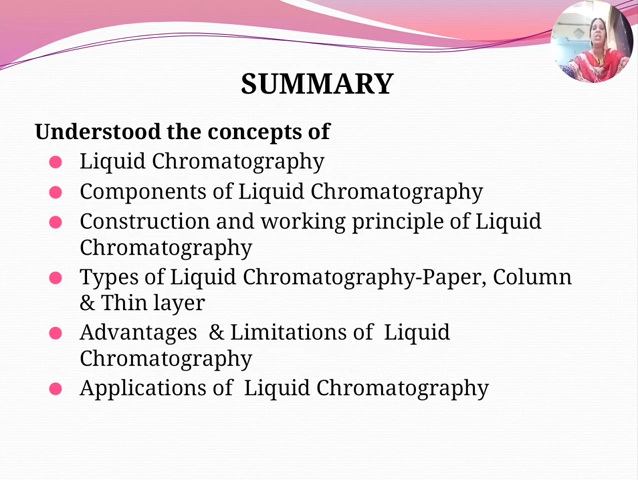 SUMMARY
Understood the concepts of
Liquid Chromatography
Components of Liquid Chromatography
Construction and working principle of Liquid
Chromatography
Types of Liquid Chromatography-Paper, Column
& Thin layer
Advantages & Limitations of Liquid
Chromatography
Applications of Liquid Chromatography